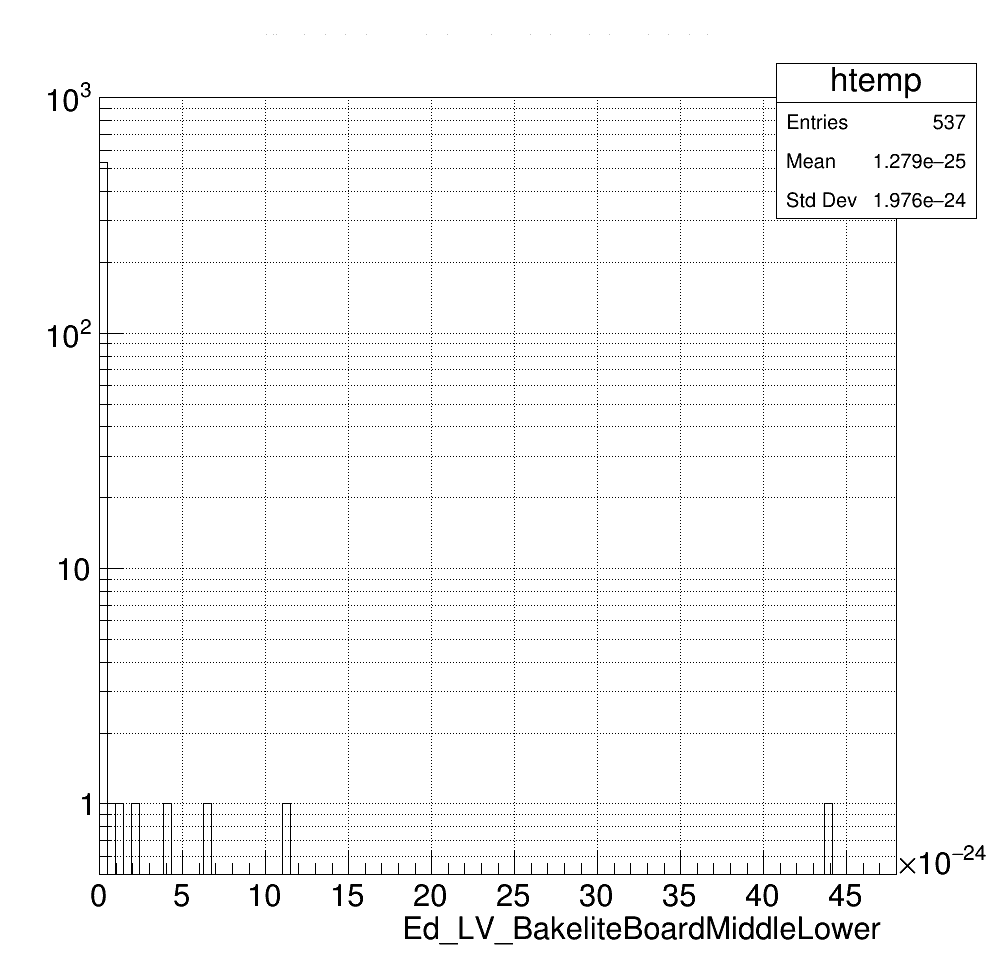 htemp
Entries 537
Mean 1.279e−25
Std Dev 1.976e−24
10³
10²
10
1
0 5 10 15 20 25 30 35 40 45
×10⁻²⁴
Ed_LV_BakeliteBoardMiddleLower